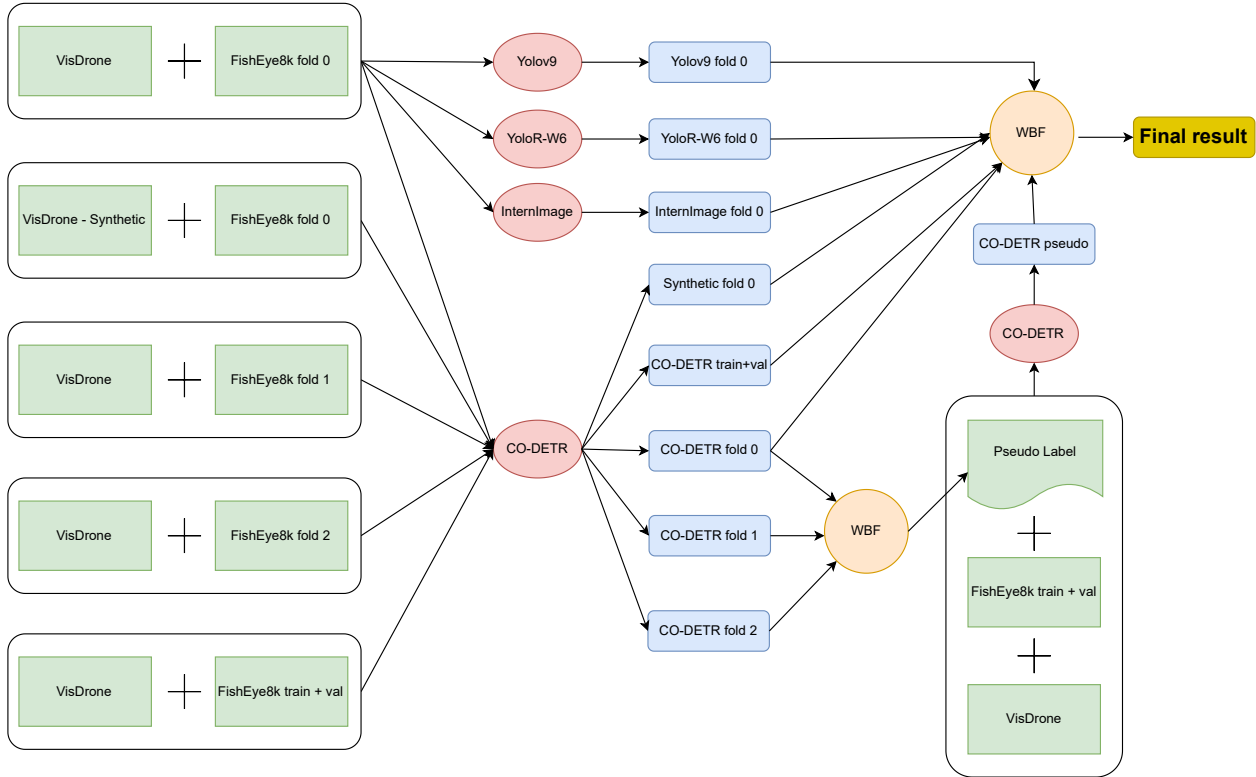 VisDrone
FishEye8k fold 0
VisDrone - Synthetic
FishEye8k fold 0
VisDrone
FishEye8k fold 1
VisDrone
FishEye8k fold 2
VisDrone
FishEye8k train + val
Yolov9
YoloR-W6
InternImage
CO-DETR
Yolov9 fold 0
YoloR-W6 fold 0
InternImage fold 0
Synthetic fold 0
CO-DETR train+val
CO-DETR fold 0
CO-DETR fold 1
CO-DETR fold 2
WBF
Pseudo Label
FishEye8k train + val
VisDrone
CO-DETR
CO-DETR pseudo
WBF
Final result